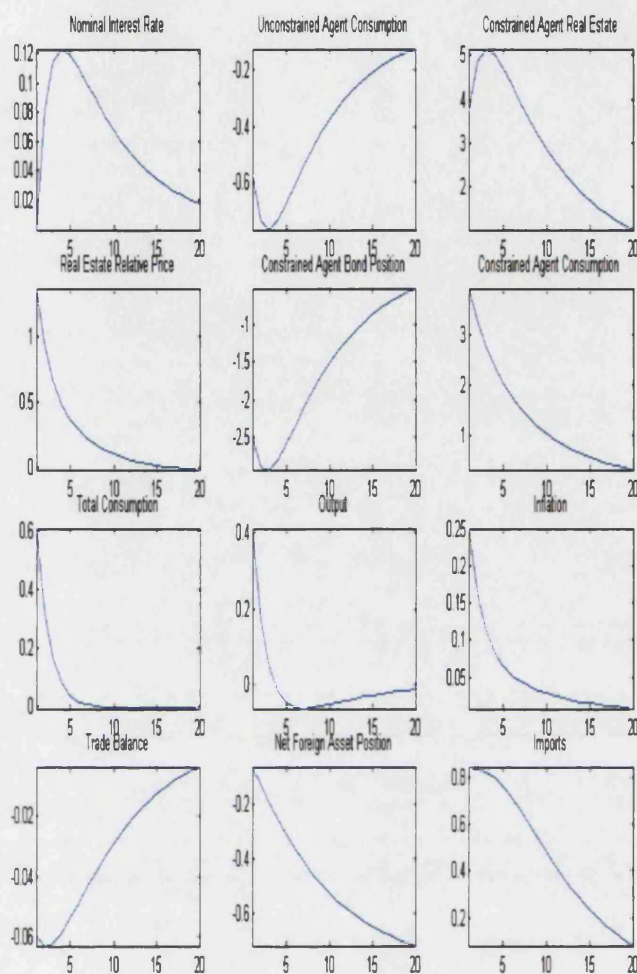 Nominal Interest Rate Unconstrained Agent Consumption Constrained Agent Real Estate
0.12
0.1
0.08
0.06
0.04
0.02
5 10 15 20
-0.2
-0.4
-0.6
5 10 15 20
5
4
3
2
5 10 15 20
Real Estate Relative Price Constrained Agent Bond Position Constrained Agent Consumption
1
0.5
0
5 10 15 20
-1
-1.5
-2
-2.5
5 10 15 20
3
2
1
5 10 15 20
Total Consumption Output Inflation
0.6
0.4
0.2
0
5 10 15 20
0.4
0.2
0
5 10 15 20
0.25
0.2
0.15
0.1
0.05
5 10 15 20
Trade Balance Net Foreign Asset Position Imports
-0.02
-0.04
-0.06
5 10 15 20
-0.2
-0.4
-0.6
5 10 15 20
0.8
0.6
0.4
0.2
5 10 15 20